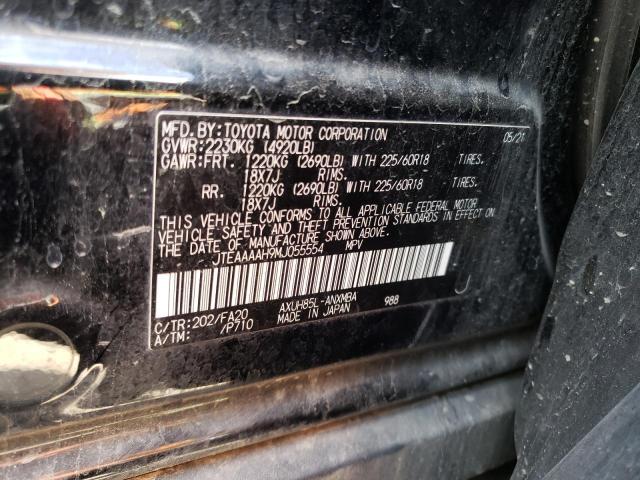 MFD. BY: TOYOTA MOTOR CORPORATION 05/21
GVWR: 2230KG (4920LB)
GAWR: FRT. 1220KG (2690LB) WITH 225/60R18 TIRES.
18X7J RIMS.
RR. 1220KG (2690LB) WITH 225/60R18 TIRES.
18X7J RIMS.
THIS VEHICLE CONFORMS TO ALL APPLICABLE FEDERAL MOTOR
VEHICLE SAFETY AND THEFT PREVENTION STANDARDS IN EFFECT ON
THE DATE OF MANUFACTURE SHOWN ABOVE.
JTEAAAAH9MJ055554 MPV
C/TR: 202/FA20 AXUH85L-ANXMBA 988
A/TM: /P710 MADE IN JAPAN
J